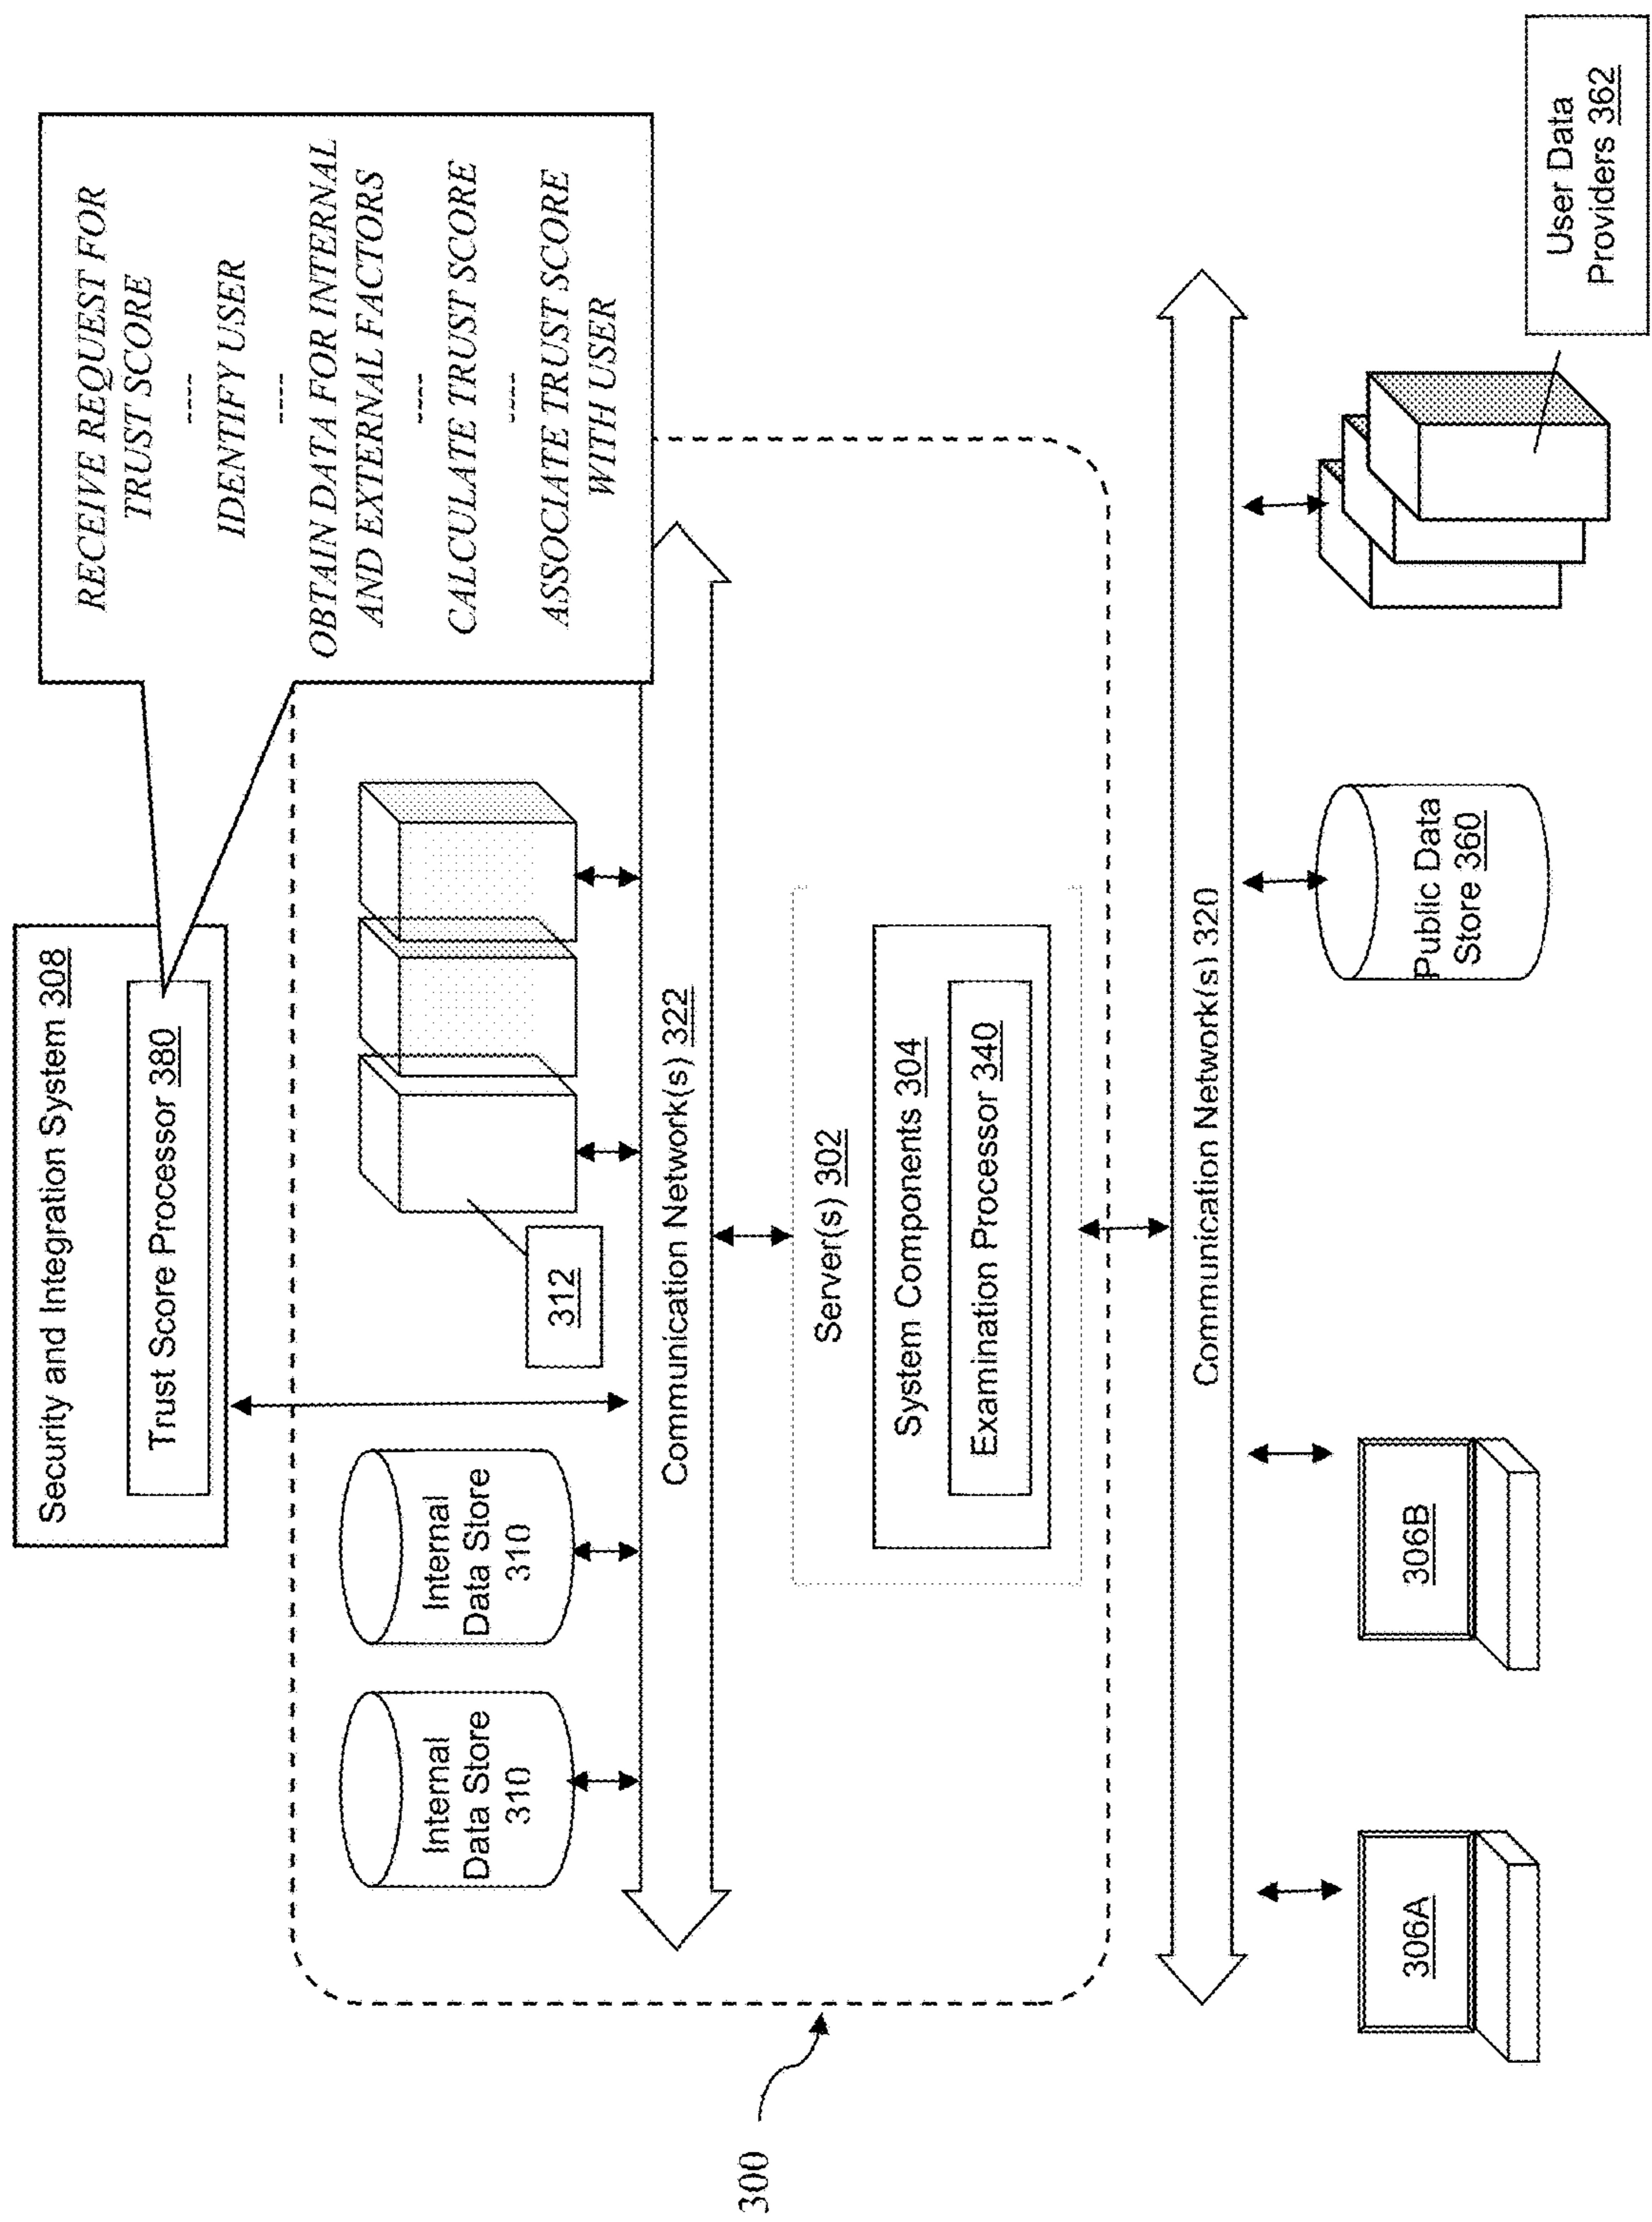 Security and Integration System 308
Trust Score Processor 380
RECEIVE REQUEST FOR
TRUST SCORE
----
IDENTIFY USER
----
OBTAIN DATA FOR INTERNAL
AND EXTERNAL FACTORS
----
CALCULATE TRUST SCORE
----
ASSOCIATE TRUST SCORE
WITH USER
Internal
Data Store
310
Internal
Data Store
310
312
Communication Network(s) 322
Server(s) 302
System Components 304
Examination Processor 340
300
Communication Network(s) 320
306A
306B
Public Data
Store 360
User Data
Providers 362